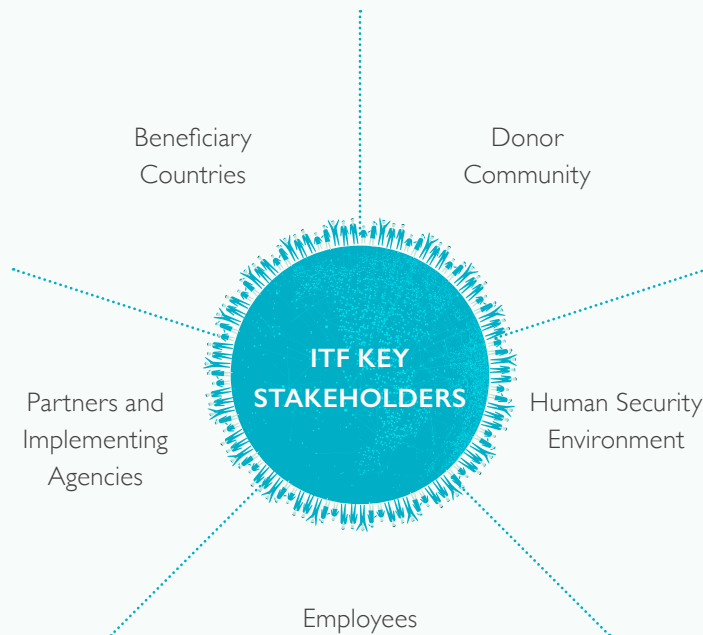 Beneficiary
Countries
Donor
Community
ITF KEY
STAKEHOLDERS
Partners and
Implementing
Agencies
Human Security
Environment
Employees